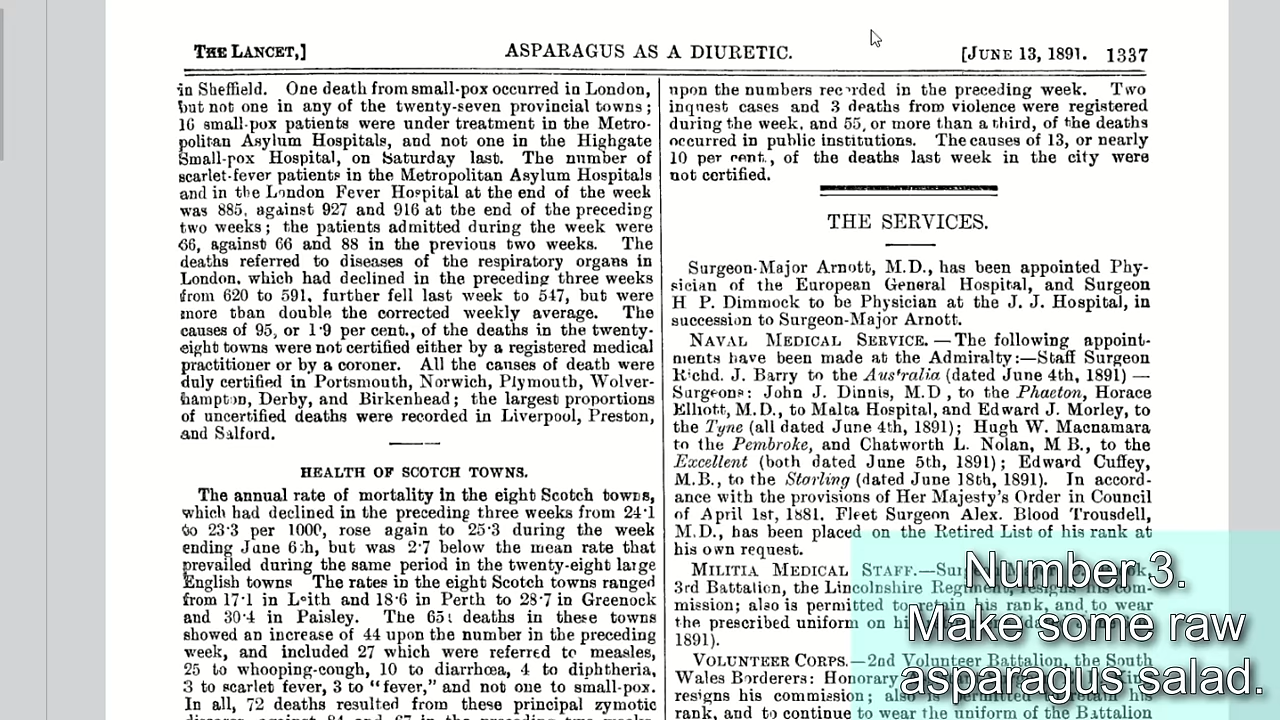 THE LANCET,] ASPARAGUS AS A DIURETIC. [JUNE 13, 1891. 1337
in Sheffield. One death from small-pox occurred in London,
but not one in any of the twenty-seven provincial towns;
16 small-pox patients were under treatment in the Metro-
politan Asylum Hospitals, and not one in the Highgate
Small-pox Hospital, on Saturday last. The number of
scarlet-fever patients in the Metropolitan Asylum Hospitals
and in the London Fever Hospital at the end of the week
was 885, against 927 and 916 at the end of the preceding
two weeks; the patients admitted during the week were
66, against 66 and 88 in the previous two weeks. The
deaths referred to diseases of the respiratory organs in
London, which had declined in the preceding three weeks
from 620 to 591, further fell last week to 547, but were
more than double the corrected weekly average. The
causes of 95, or 1·9 per cent., of the deaths in the twenty-
eight towns were not certified either by a registered medical
practitioner or by a coroner. All the causes of death were
duly certified in Portsmouth, Norwich, Plymouth, Wolver-
hampton, Derby, and Birkenhead; the largest proportions
of uncertified deaths were recorded in Liverpool, Preston,
and Salford.
HEALTH OF SCOTCH TOWNS.
The annual rate of mortality in the eight Scotch towns,
which had declined in the preceding three weeks from 24·1
to 23·3 per 1000, rose again to 25·3 during the week
ending June 6th, but was 2·7 below the mean rate that
prevailed during the same period in the twenty-eight large
English towns The rates in the eight Scotch towns ranged
from 17·1 in Leith and 18·6 in Perth to 28·7 in Greenock
and 30·4 in Paisley. The 651 deaths in these towns
showed an increase of 44 upon the number in the preceding
week, and included 27 which were referred to measles,
25 to whooping-cough, 10 to diarrhœa, 4 to diphtheria,
3 to scarlet fever, 3 to "fever," and not one to small-pox.
In all, 72 deaths resulted from these principal zymotic
upon the numbers recorded in the preceding week. Two
inquest cases and 3 deaths from violence were registered
during the week, and 55, or more than a third, of the deaths
occurred in public institutions. The causes of 13, or nearly
10 per cent., of the deaths last week in the city were
not certified.
THE SERVICES.
Surgeon-Major Arnott, M.D., has been appointed Phy-
sician of the European General Hospital, and Surgeon
H P. Dimmock to be Physician at the J. J. Hospital, in
succession to Surgeon-Major Arnott.
NAVAL MEDICAL SERVICE.—The following appoint-
ments have been made at the Admiralty:—Staff Surgeon
Richd. J. Barry to the Australia (dated June 4th, 1891) —
Surgeons: John J. Dinnis, M.D , to the Phaeton, Horace
Elliott, M.D., to Malta Hospital, and Edward J. Morley, to
the Tyne (all dated June 4th, 1891); Hugh W. Macnamara
to the Pembroke, and Chatworth L. Nolan, M B., to the
Excellent (both dated June 5th, 1891); Edward Cuffey,
M.B., to the Starling (dated June 18th, 1891). In accord-
ance with the provisions of Her Majesty's Order in Council
of April 1st, 1881, Fleet Surgeon Alex. Blood Trousdell,
M.D., has been placed on the Retired List of his rank at
his own request.
MILITIA MEDICAL STAFF.—
3rd Battalion, the Lincolnshire Regiment, resigns his com-
mission; also is permitted to retain his rank, and to wear
the prescribed uniform on his
1891).
VOLUNTEER CORPS.—2nd Volunteer Battalion, the South
Wales Borderers: Honorary
resigns his commission; also is permitted to retain his
rank, and to continue to wear the uniform of the Battalion
Number 3.
Make some raw
asparagus salad.